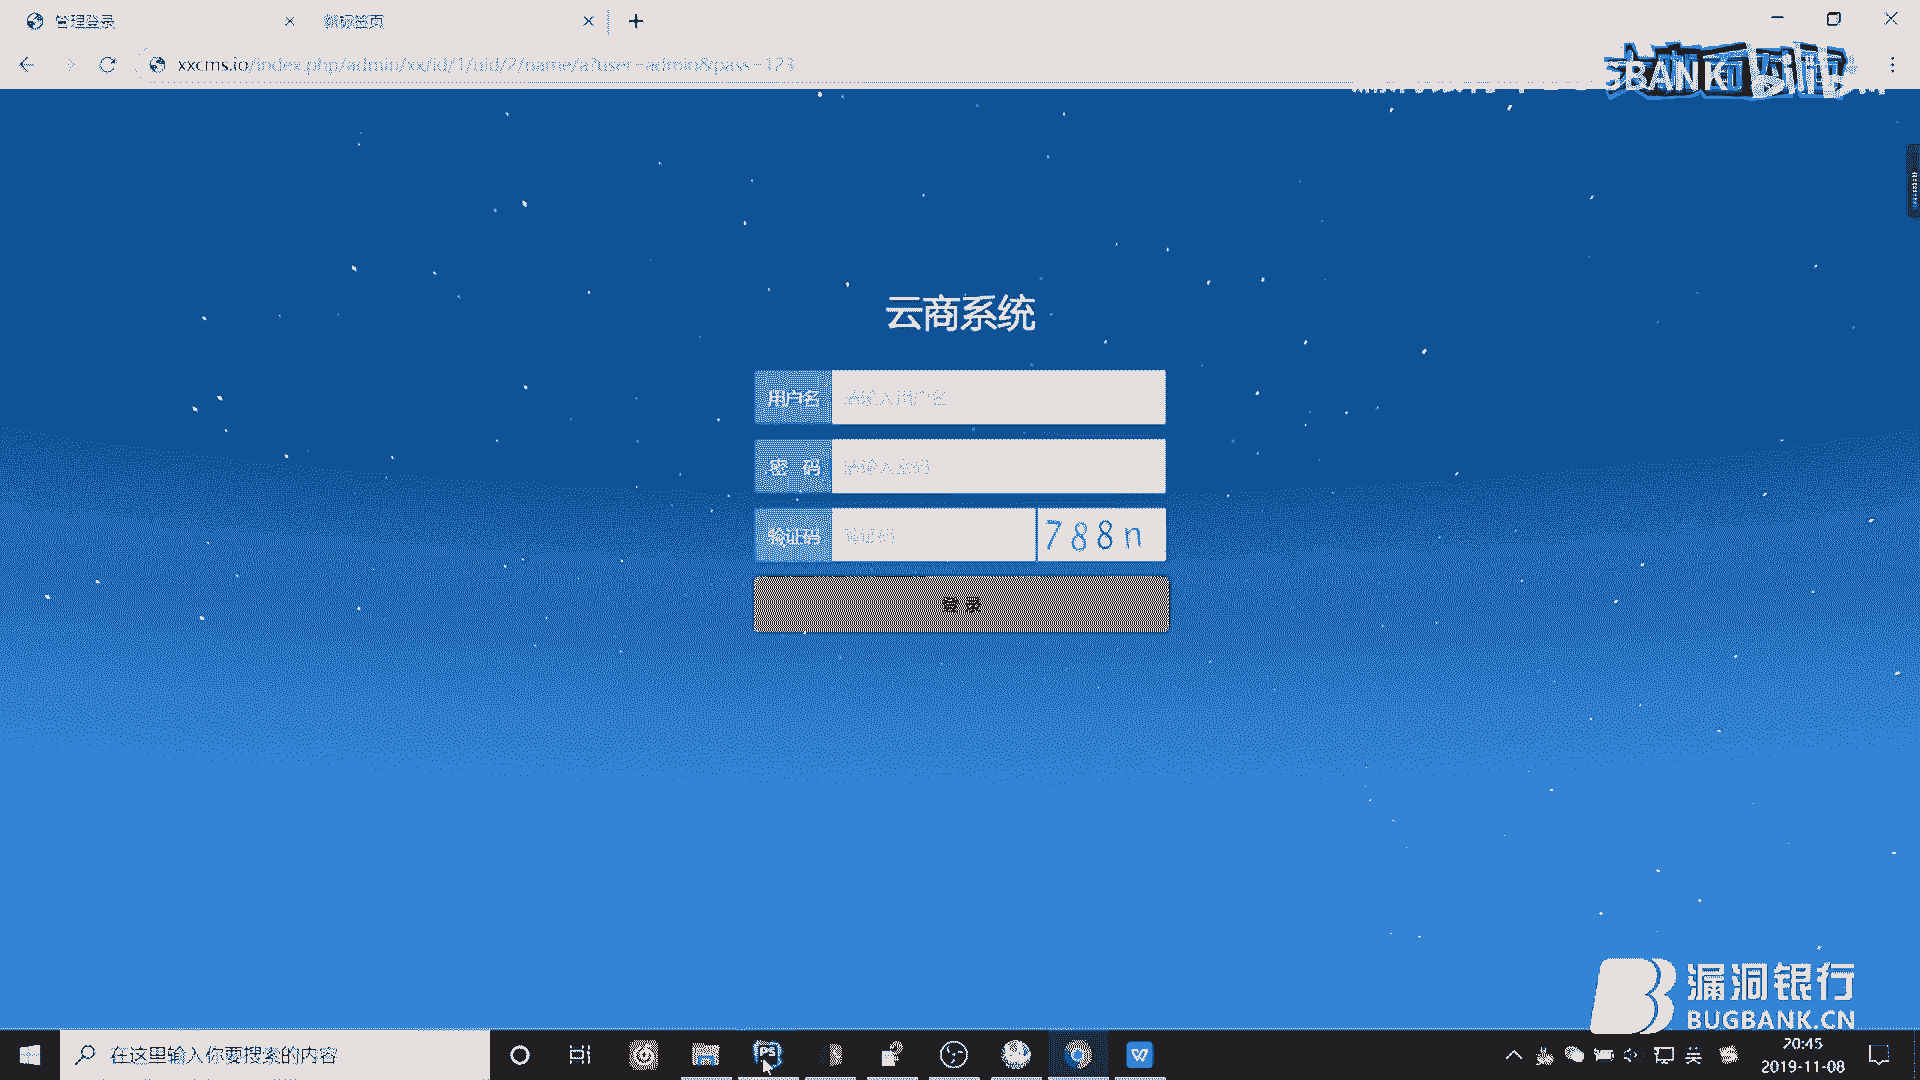 管理登录
新标签页
xxcms.io/index.php/admin/xx/id/1/uid/2/name/a?user=admin&pass=123
BANK
云商系统
用户名
请输入用户名
密 码
请输入密码
验证码
验证码
788n
登 录
漏洞银行
BUGBANK.CN
在这里输入你要搜索的内容
PS
W
英
20:45
2019-11-08